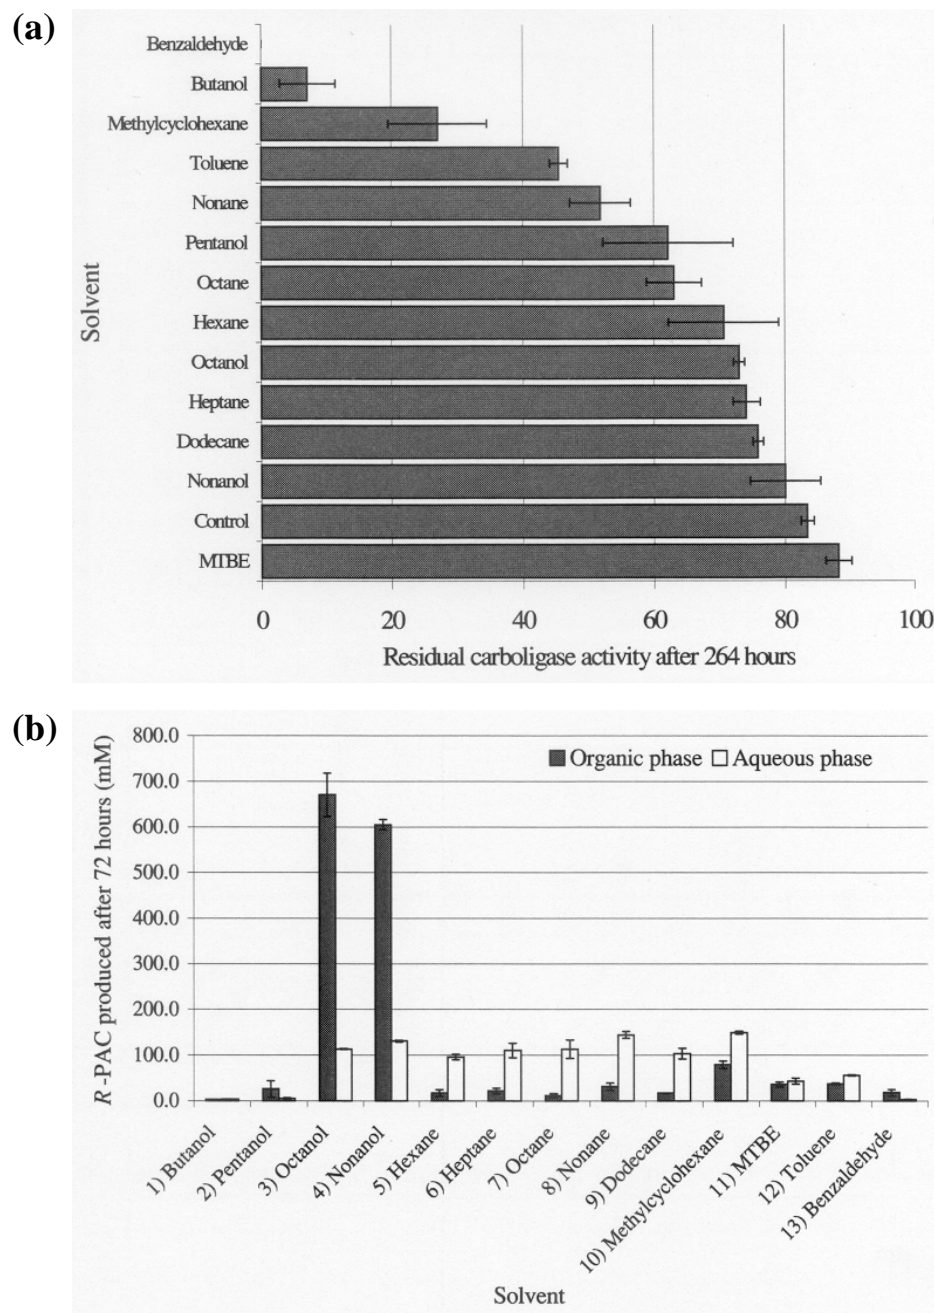 (a)
Benzaldehyde
Butanol
Methylcyclohexane
Toluene
Nonane
Pentanol
Octane
Hexane
Octanol
Heptane
Dodecane
Nonanol
Control
MTBE
Solvent
0 20 40 60 80 100
Residual carboligase activity after 264 hours
(b)
R -PAC produced after 72 hours (mM)
800.0
700.0
600.0
500.0
400.0
300.0
200.0
100.0
0.0
Organic phase Aqueous phase
1) Butanol
2) Pentanol
3) Octanol
4) Nonanol
5) Hexane
6) Heptane
7) Octane
8) Nonane
9) Dodecane
10) Methylcyclohexane
11) MTBE
12) Toluene
13) Benzaldehyde
Solvent